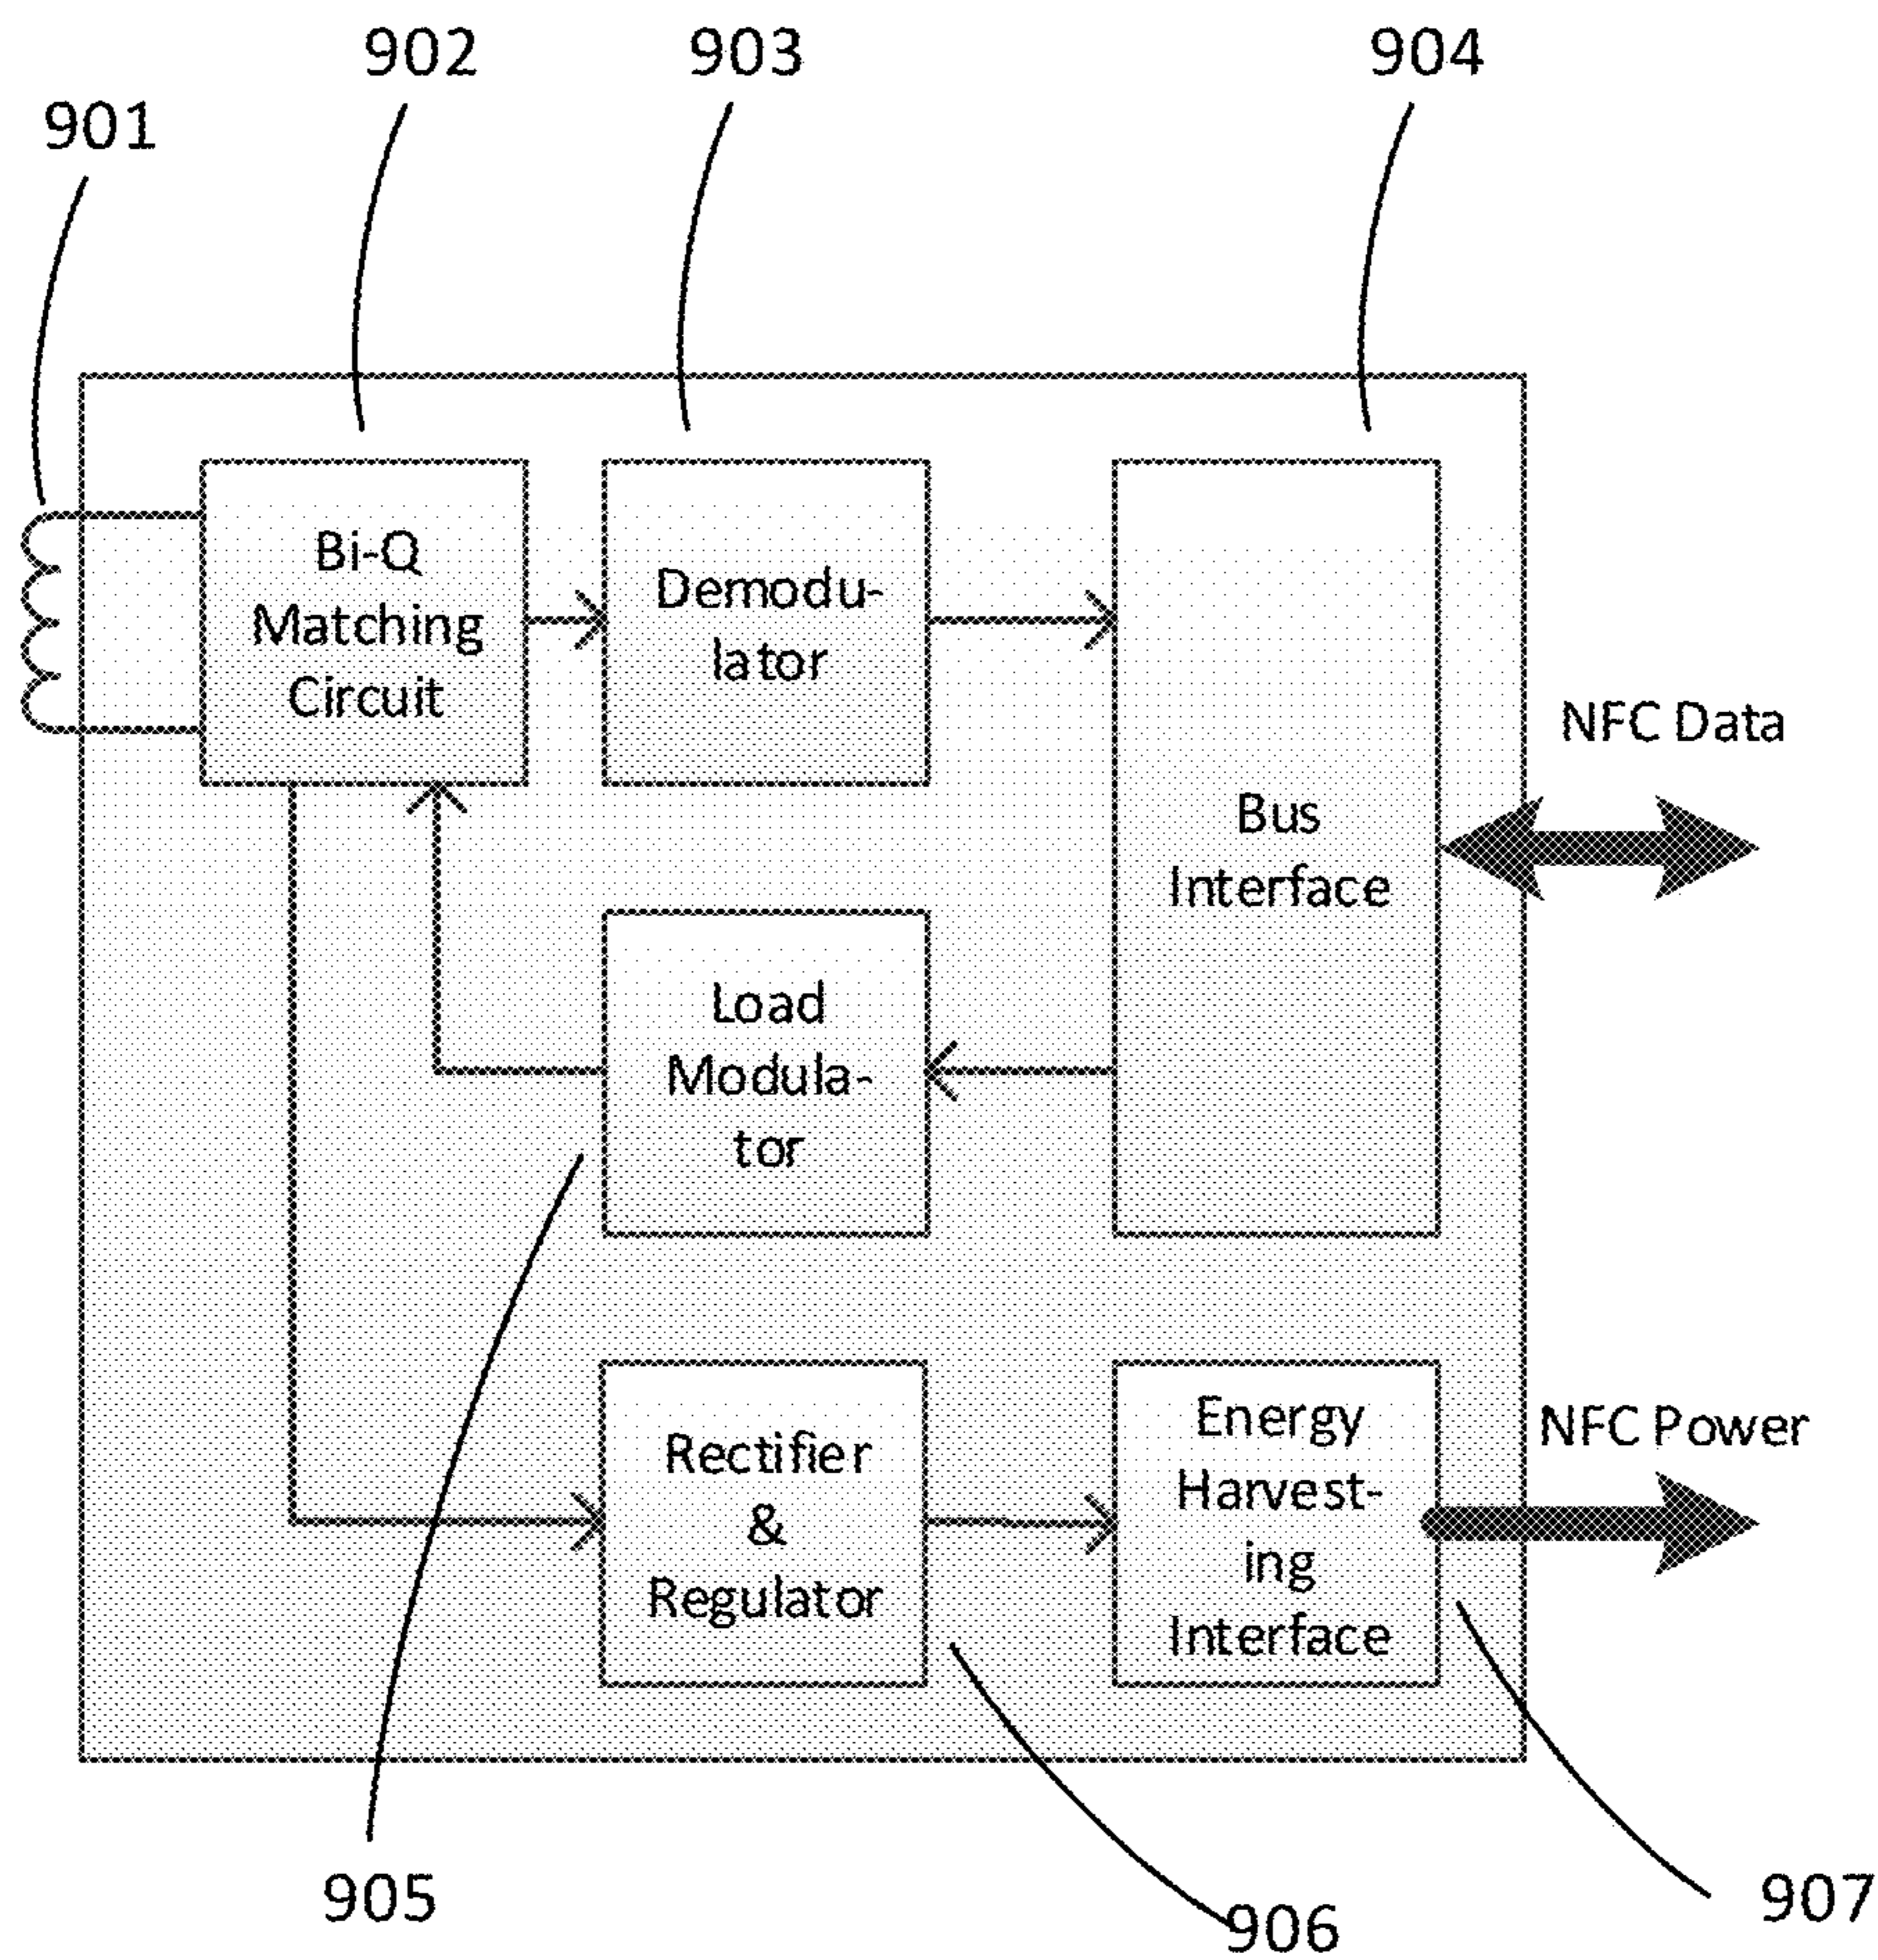 902
903
904
901
Bi-Q
Matching
Circuit
Demodu-
lator
Bus
Interface
NFC Data
Load
Modula-
tor
Rectifier
&
Regulator
Energy
Harvest-
ing
Interface
NFC Power
905
906
907